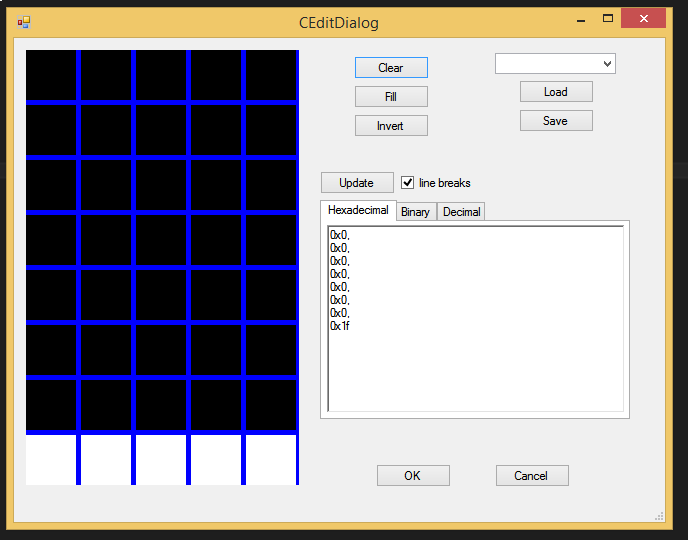 CEditDialog
Clear
Fill
Invert
Load
Save
Update
line breaks
Hexadecimal Binary Decimal
0x0,
0x0,
0x0,
0x0,
0x0,
0x0,
0x0,
0x1f
OK Cancel